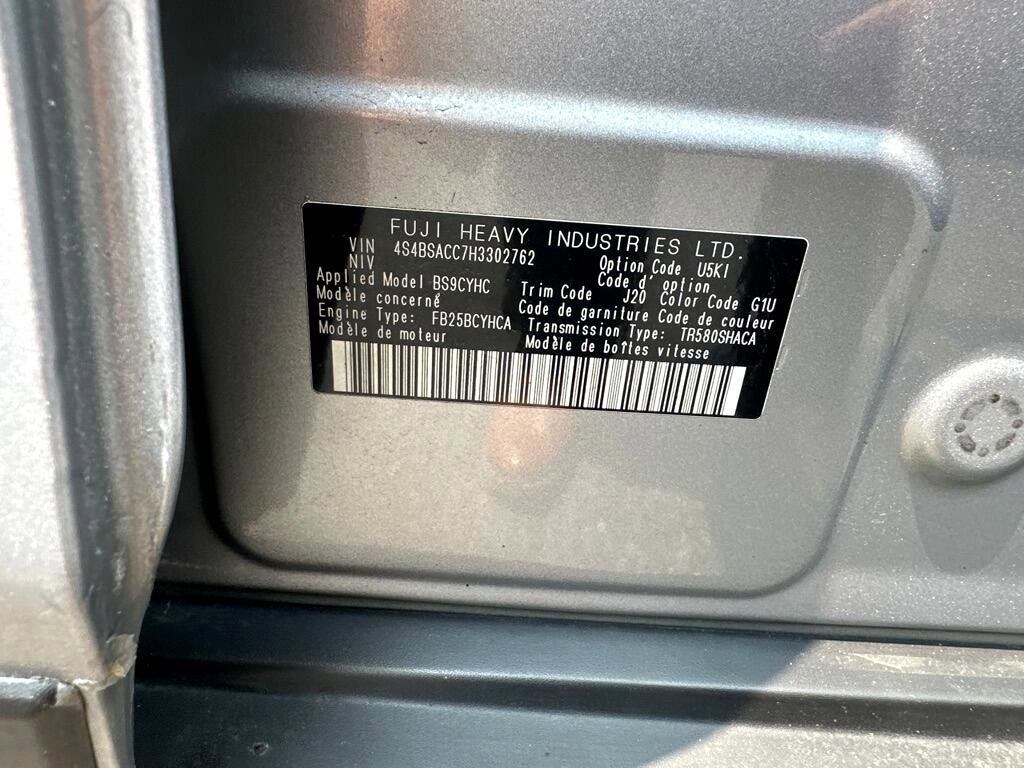 FUJI HEAVY INDUSTRIES LTD.
VIN 4S4BSACC7H3302762 Option Code U5KI
NIV Code d'option
Applied Model BS9CYHC Trim Code J20 Color Code G1U
Modèle concerné Code de garniture Code de couleur
Engine Type: FB25BCYHCA Transmission Type: TR580SHACA
Modèle de moteur Modèle de boîtes vitesse